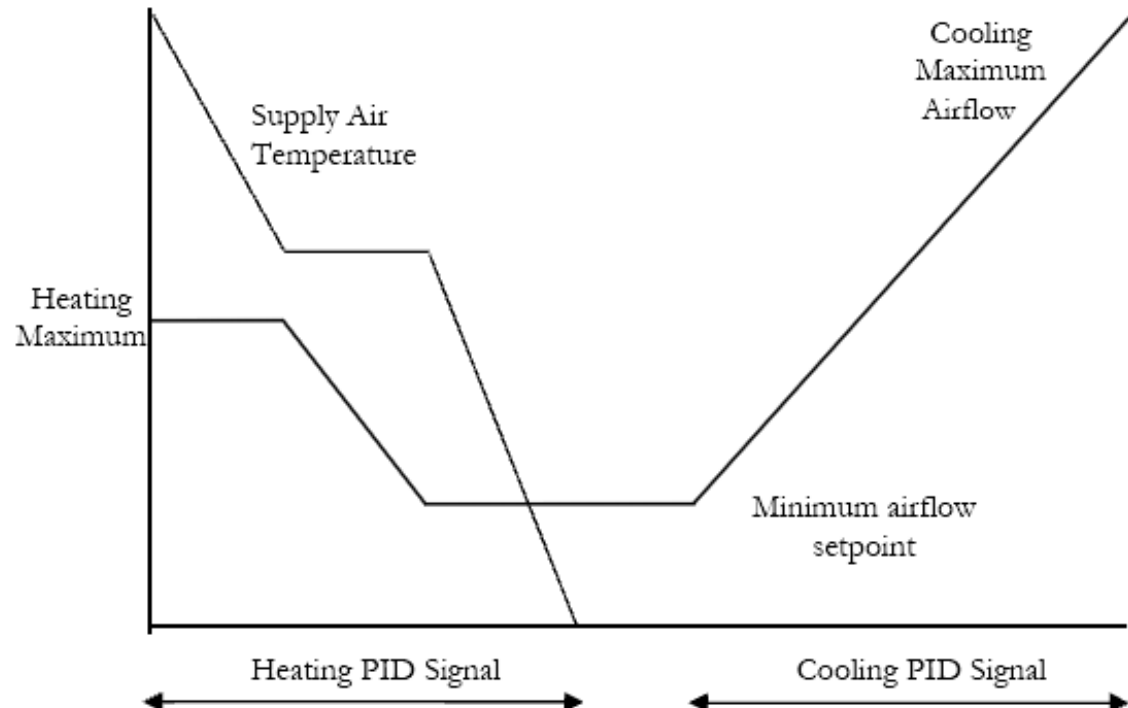 Cooling
Maximum
Airflow
Supply Air
Temperature
Heating
Maximum
Minimum airflow
setpoint
Heating PID Signal
Cooling PID Signal